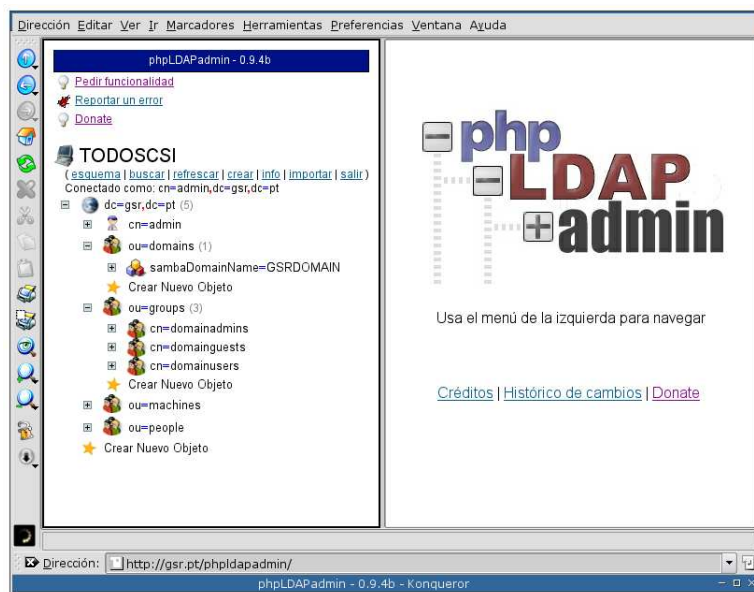 Dirección Editar Ver Ir Marcadores Herramientas Preferencias Ventana Ayuda
phpLDAPadmin - 0.9.4b
Pedir funcionalidad
Reportar un error
Donate
TODOSCSI
( esquema | buscar | refrescar | crear | info | importar | salir )
Conectado como: cn=admin,dc=gsr,dc=pt
dc=gsr,dc=pt (5)
cn=admin
ou=domains (1)
sambaDomainName=GSRDOMAIN
Crear Nuevo Objeto
ou=groups (3)
cn=domainadmins
cn=domainguests
cn=domainusers
Crear Nuevo Objeto
ou=machines
ou=people
Crear Nuevo Objeto
php
LDAP
admin
Usa el menú de la izquierda para navegar
Créditos | Histórico de cambios | Donate
Dirección: http://gsr.pt/phpldapadmin/
phpLDAPadmin - 0.9.4b - Konqueror